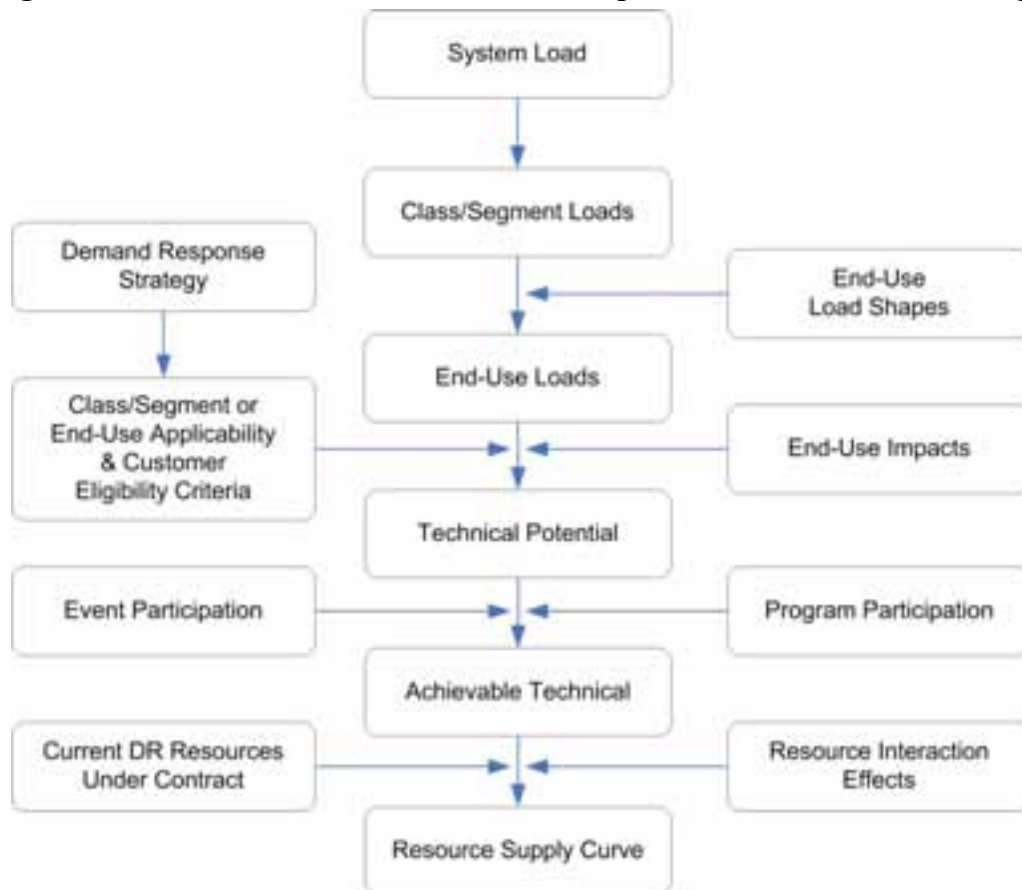 System Load
Class/Segment Loads
Demand Response
Strategy
End-Use
Load Shapes
End-Use Loads
Class/Segment or
End-Use Applicability
& Customer
Eligibility Criteria
End-Use Impacts
Technical Potential
Event Participation
Program Participation
Achievable Technical
Current DR Resources
Under Contract
Resource Interaction
Effects
Resource Supply Curve